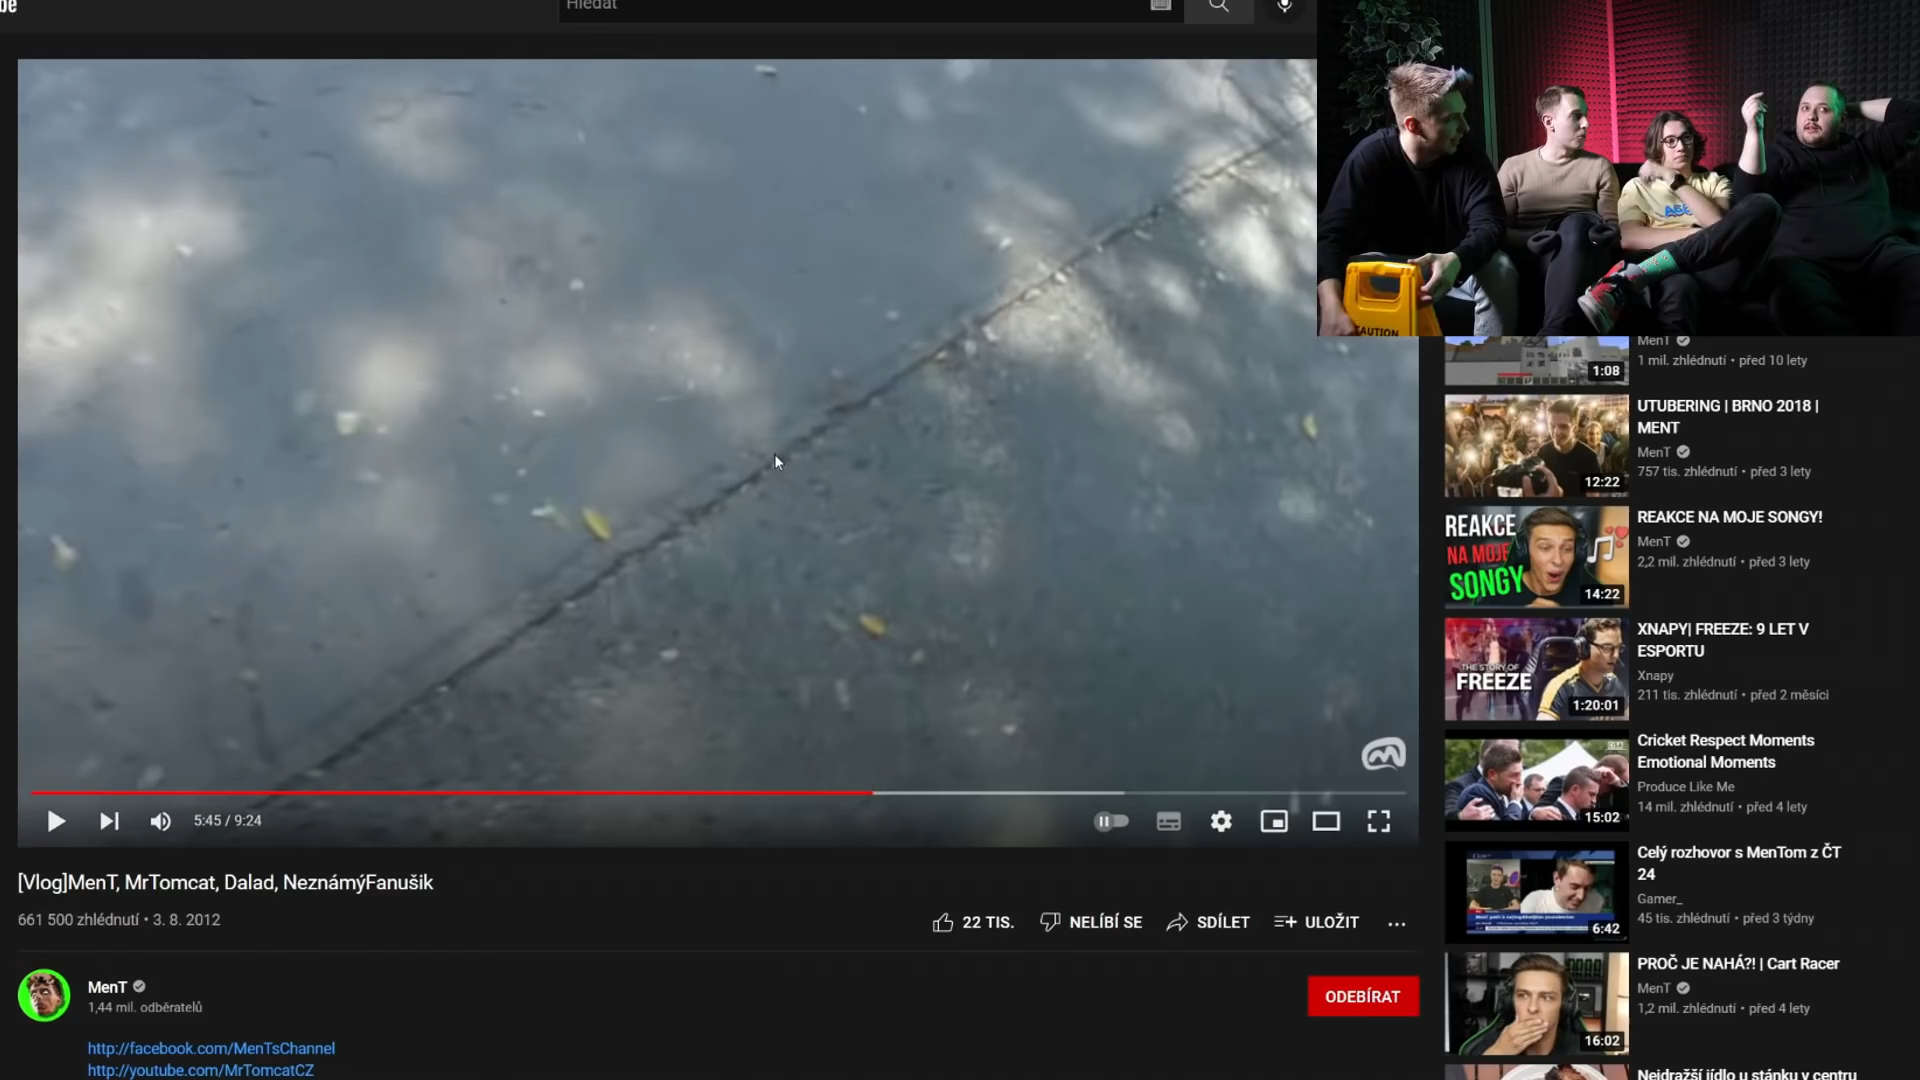 be
Hledat
CAUTION
5:45 / 9:24
[Vlog]MenT, MrTomcat, Dalad, NeznámýFanušik
661 500 zhlédnutí • 3. 8. 2012
22 TIS.
NELÍBÍ SE
SDÍLET
ULOŽIT
MenT
1,44 mil. odběratelů
ODEBÍRAT
http://facebook.com/MenTsChannel
http://youtube.com/MrTomcatCZ
MenT
1 mil. zhlédnutí • před 10 lety
1:08
UTUBERING | BRNO 2018 |
MENT
MenT
757 tis. zhlédnutí • před 3 lety
12:22
REAKCE
NA MOJE
SONGY
14:22
REAKCE NA MOJE SONGY!
MenT
2,2 mil. zhlédnutí • před 3 lety
THE STORY OF
FREEZE
1:20:01
XNAPY| FREEZE: 9 LET V
ESPORTU
Xnapy
211 tis. zhlédnutí • před 2 měsíci
15:02
Cricket Respect Moments
Emotional Moments
Produce Like Me
14 mil. zhlédnutí • před 4 lety
6:42
Celý rozhovor s MenTom z ČT
24
Gamer_
45 tis. zhlédnutí • před 3 týdny
16:02
PROČ JE NAHÁ?! | Cart Racer
MenT
1,2 mil. zhlédnutí • před 4 lety
Nejdražší jídlo u stánku v centru